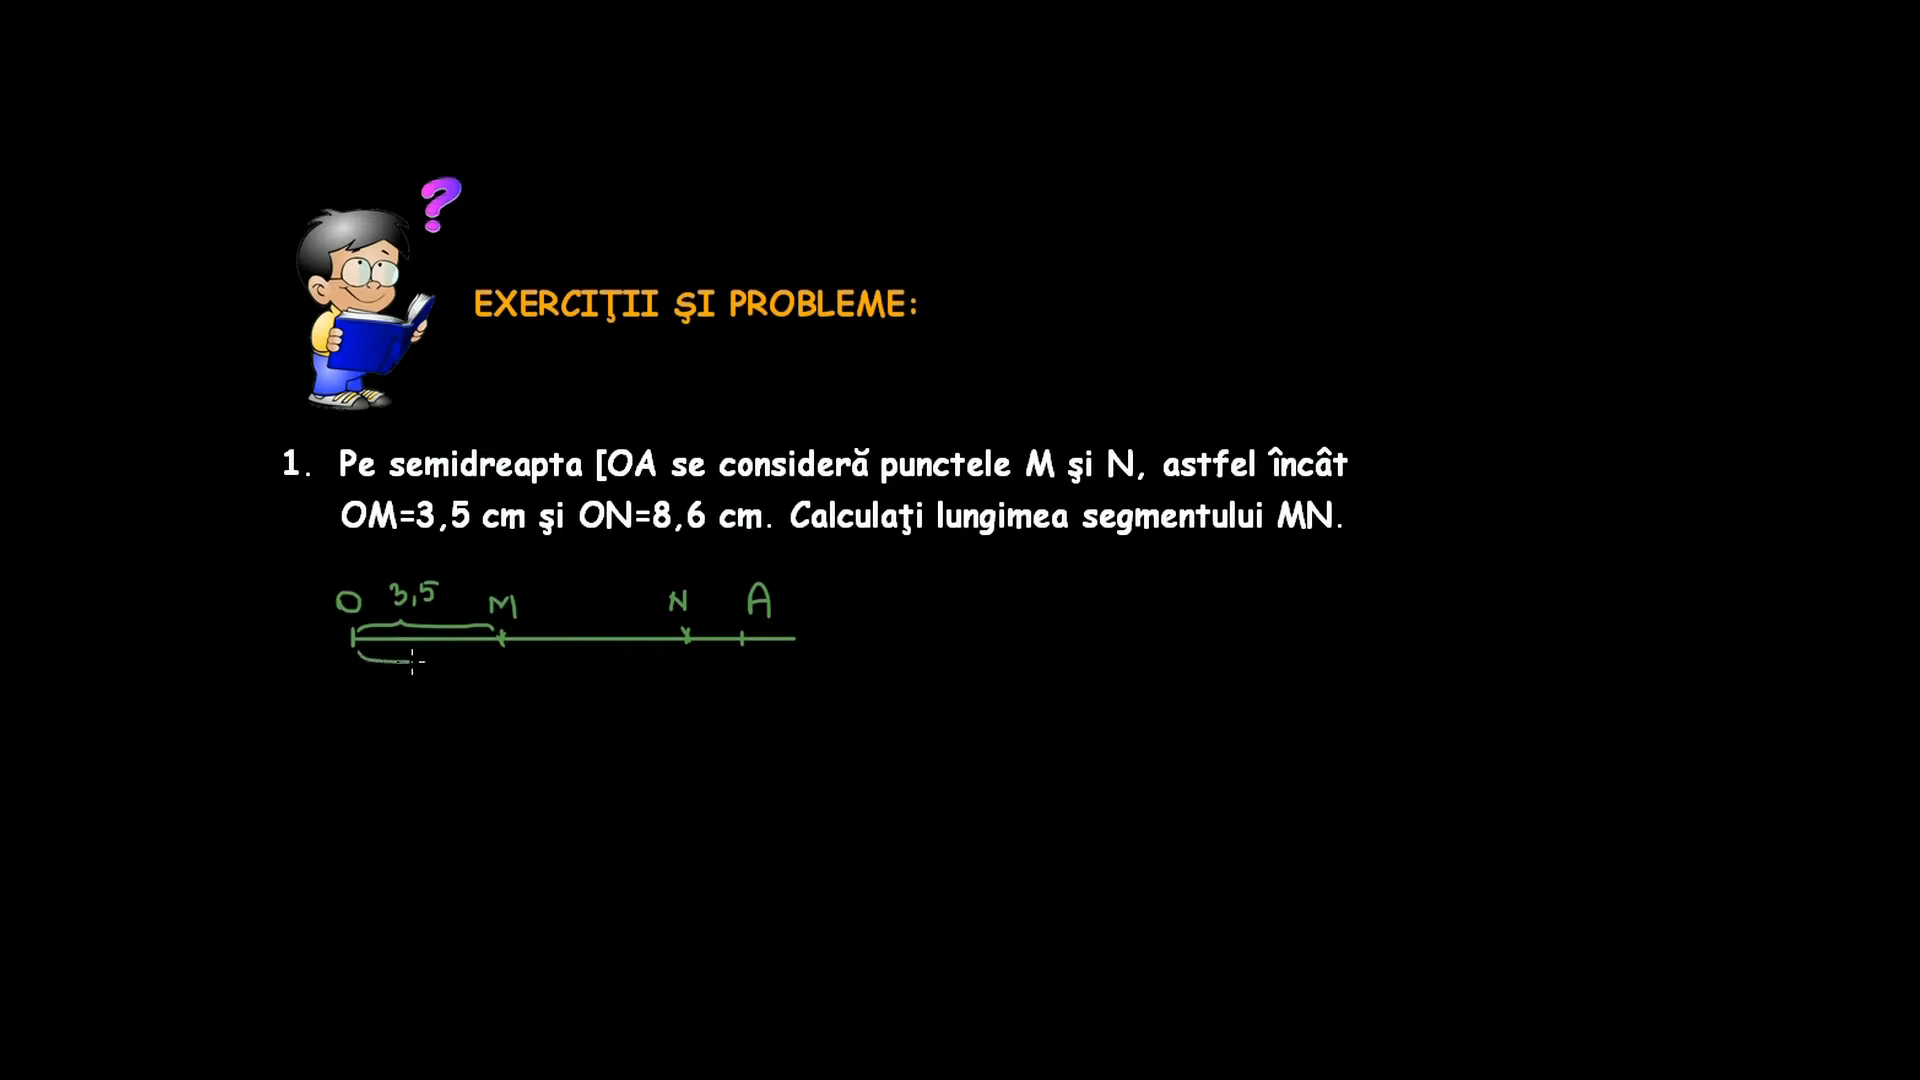 ?
EXERCIŢII ŞI PROBLEME:
1. Pe semidreapta [OA se consideră punctele M şi N, astfel încât
OM=3,5 cm şi ON=8,6 cm. Calculaţi lungimea segmentului MN.
O 3,5 M N A